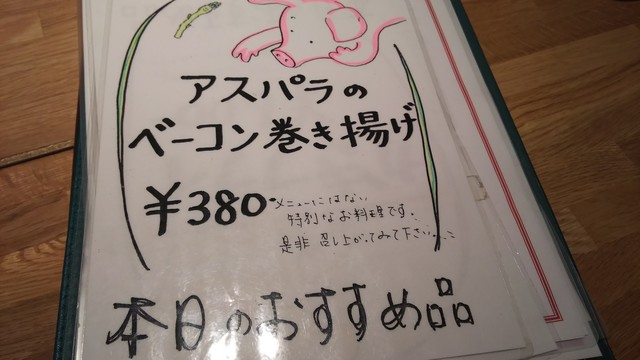 アスパラの
ベーコン巻き揚げ
¥380-
メニューにはない
特別なお料理です。
是非 召し上がってみて下さい...
本日のおすすめ品